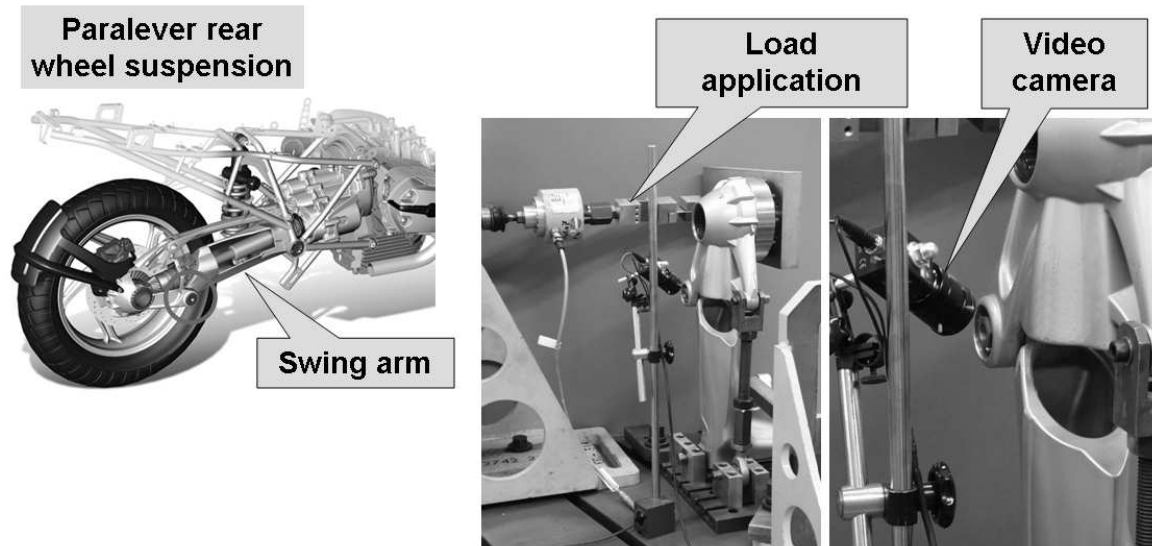 Paralever rear
wheel suspension
Load
application
Video
camera
Swing arm